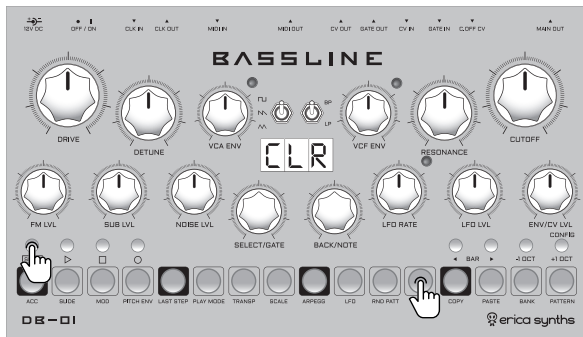 12V DC OFF / ON CLK IN CLK OUT MIDI IN MIDI OUT CV OUT GATE OUT CV IN GATE IN C.OFF CV MAIN OUT
BASSLINE
BP
LP
DRIVE DETUNE VCA ENV VCF ENV RESONANCE CUTOFF
CLR
FM LVL SUB LVL NOISE LVL SELECT/GATE BACK/NOTE LFO RATE LFO LVL ENV/CV LVL
CONFIG
BAR -1 OCT +1 OCT
ACC SLIDE MOD PITCH ENV LAST STEP PLAY MODE TRANSP SCALE ARPEGG LFO RND PATT COPY PASTE BANK PATTERN
DB-01 erica synths